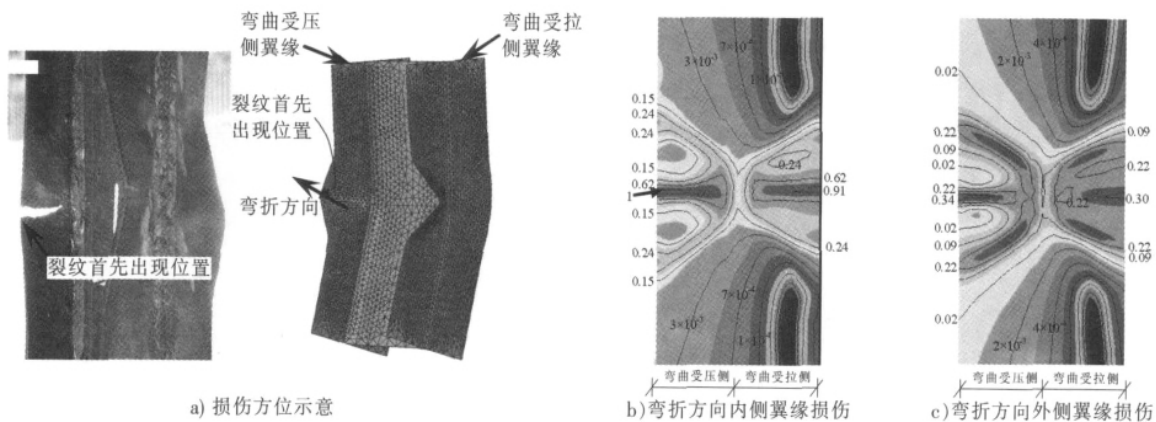 弯曲受压
侧翼缘
弯曲受拉
侧翼缘
裂纹首先
出现位置
弯折方向
裂纹首先出现位置
a) 损伤方位示意
3×10⁻³
7×10⁻⁴
0.15
0.24
0.24
0.15
0.62
1
0.15
0.24
0.15
0.24
0.62
0.91
0.24
7×10⁻⁴
3×10⁻³
弯曲受压侧
弯曲受拉侧
b)弯折方向内侧翼缘损伤
4×10⁻⁴
2×10⁻³
0.02
0.22
0.09
0.02
0.22
0.34
0.02
0.09
0.22
0.02
0.09
0.22
0.22
0.30
0.22
0.09
4×10⁻⁴
2×10⁻³
弯曲受压侧
弯曲受拉侧
c)弯折方向外侧翼缘损伤